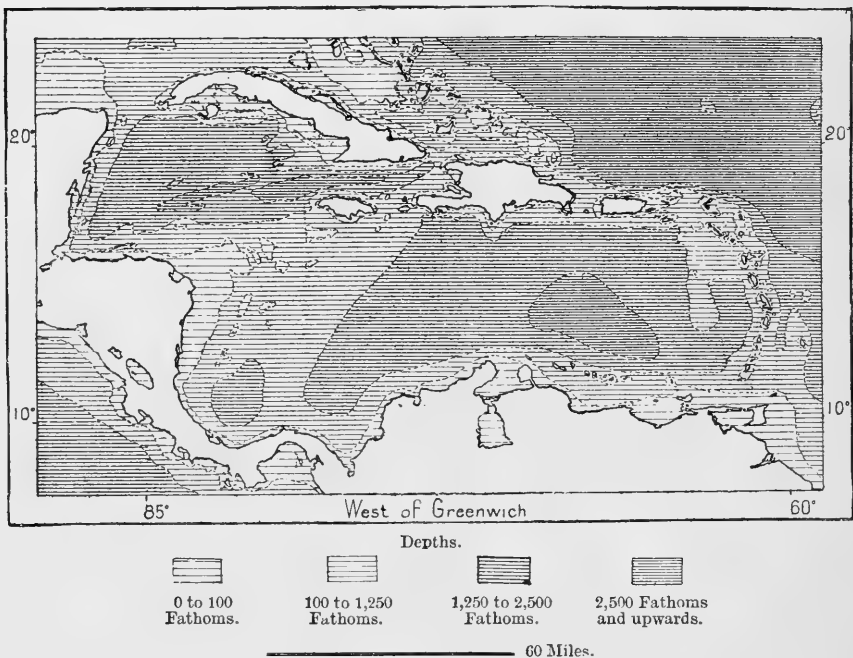 20°
20°
10°
10°
85°
West of Greenwich
60°
Depths.
0 to 100
Fathoms.
100 to 1,250
Fathoms.
1,250 to 2,500
Fathoms.
2,500 Fathoms
and upwards.
60 Miles.